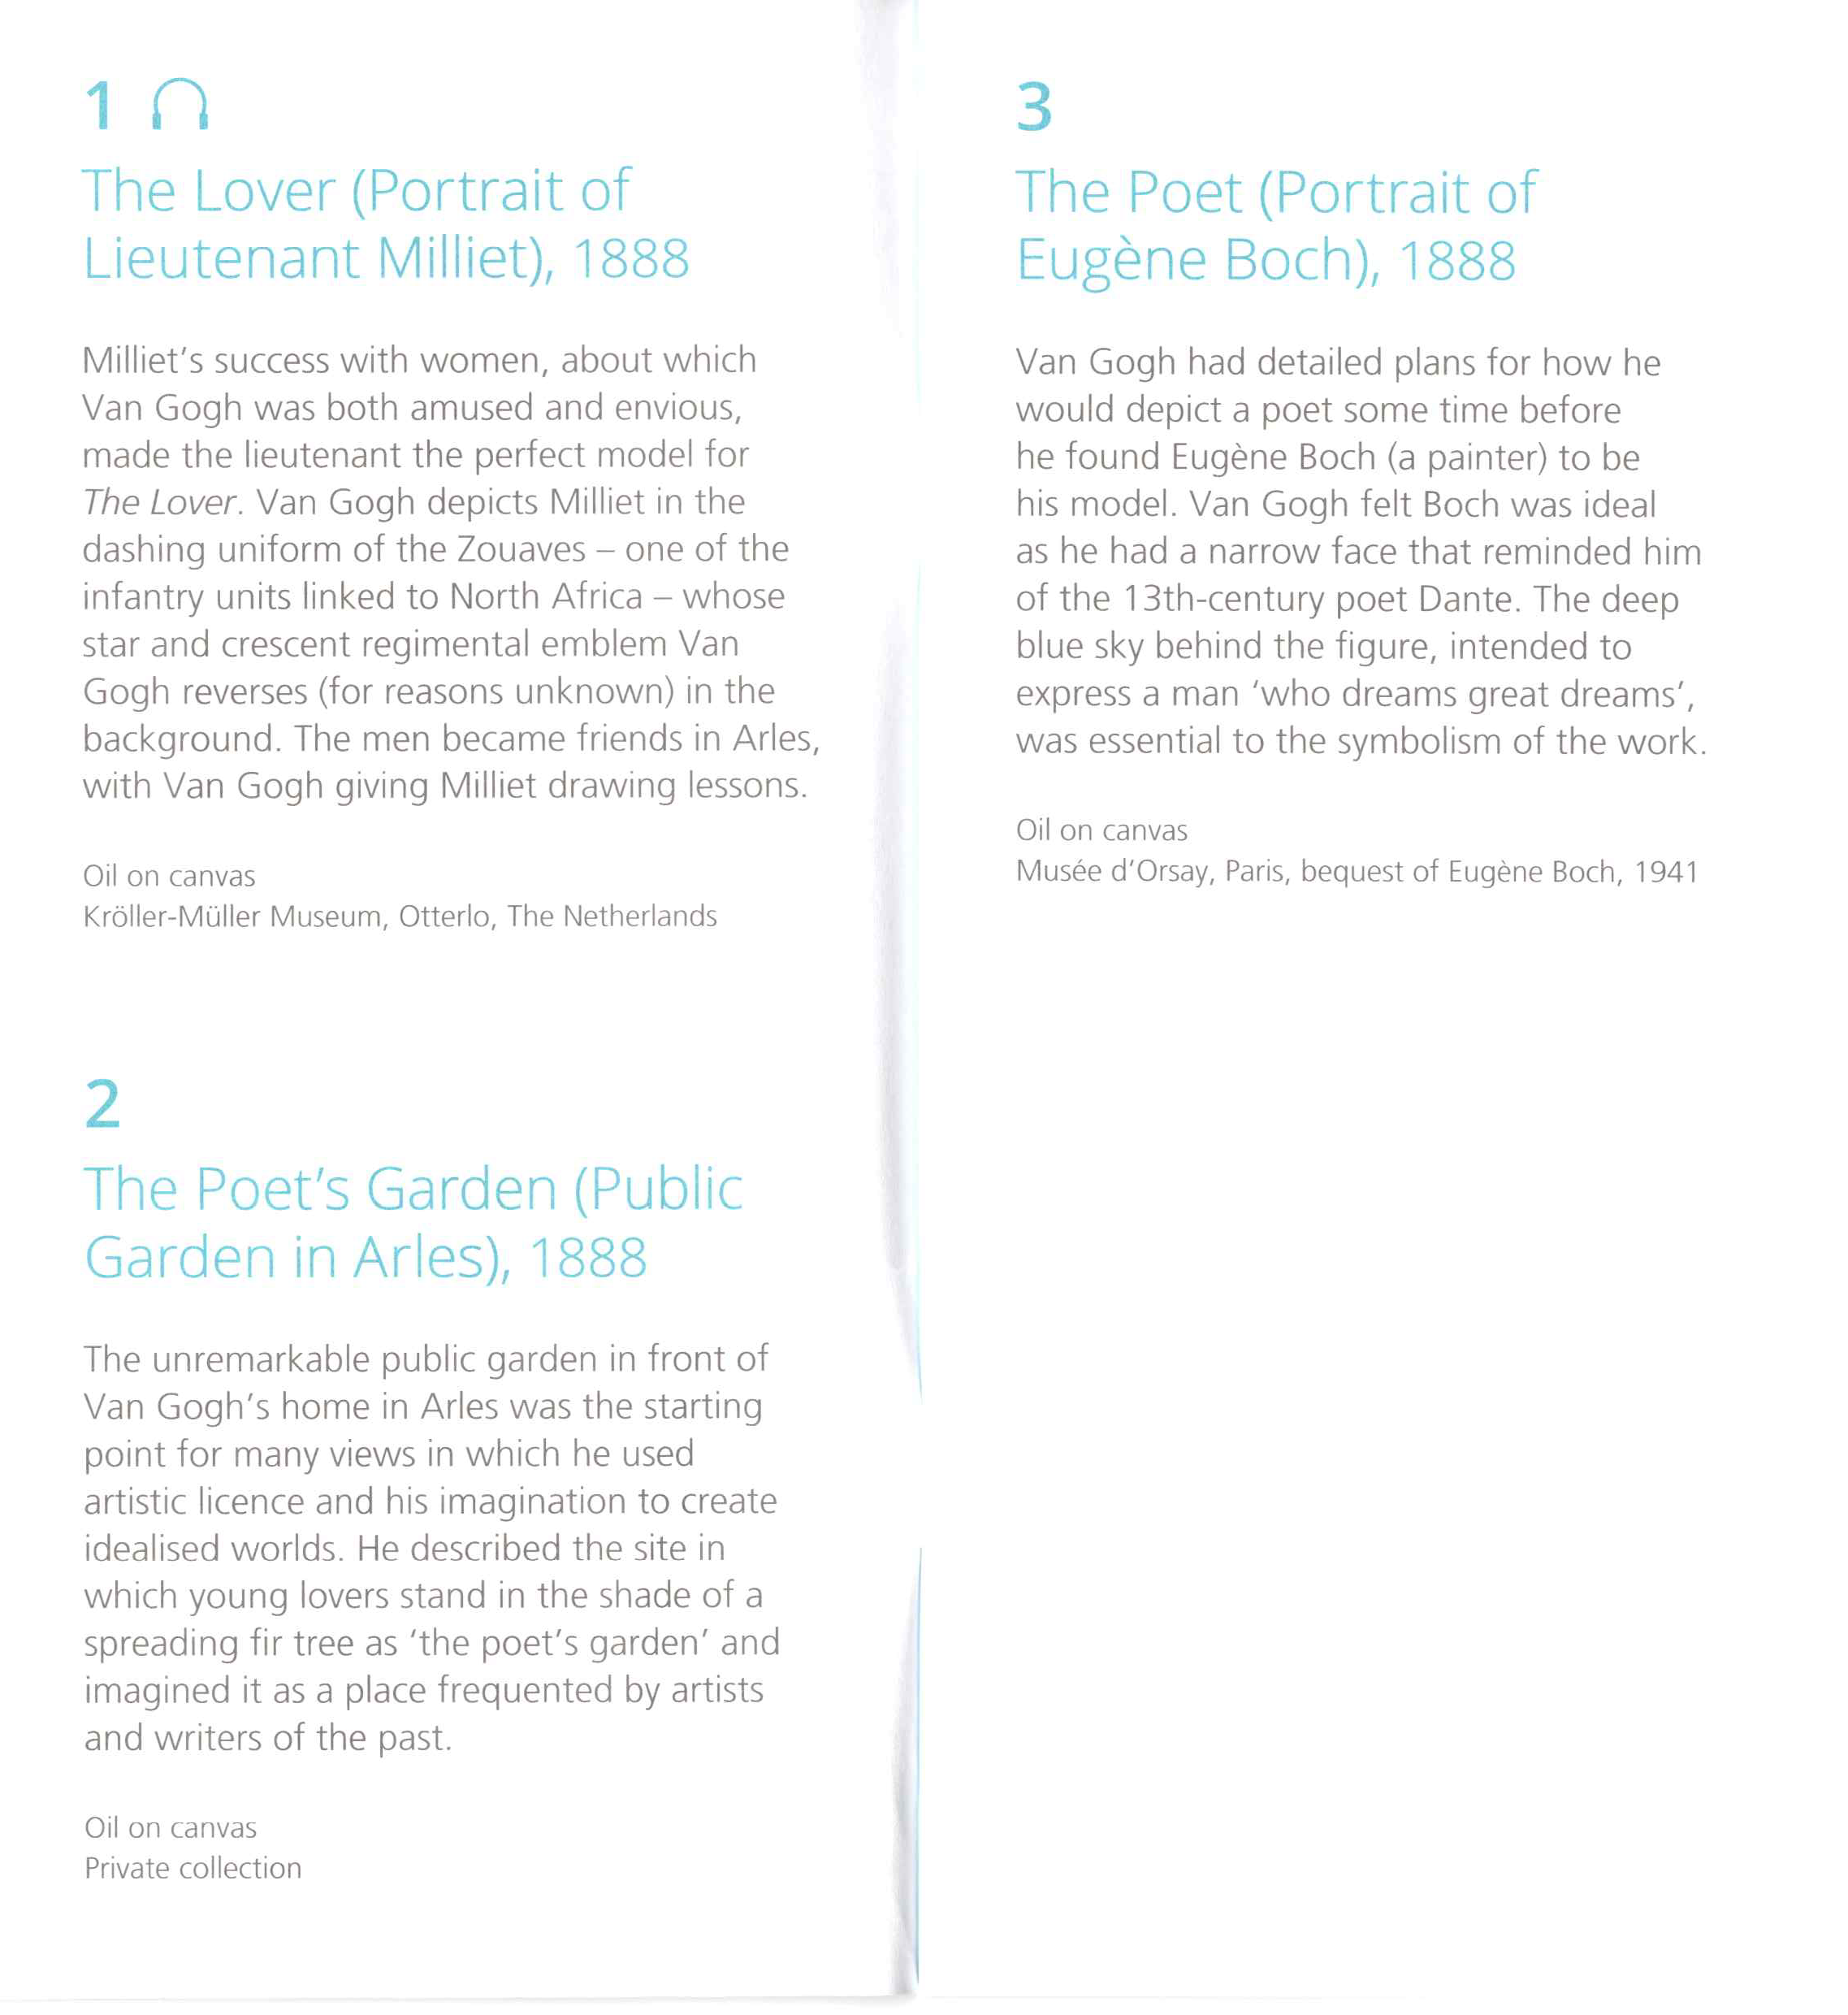 1
The Lover (Portrait of
Lieutenant Milliet), 1888
Milliet’s success with women, about which
Van Gogh was both amused and envious,
made the lieutenant the perfect model for
The Lover. Van Gogh depicts Milliet in the
dashing uniform of the Zouaves – one of the
infantry units linked to North Africa – whose
star and crescent regimental emblem Van
Gogh reverses (for reasons unknown) in the
background. The men became friends in Arles,
with Van Gogh giving Milliet drawing lessons.
Oil on canvas
Kröller-Müller Museum, Otterlo, The Netherlands
2
The Poet’s Garden (Public
Garden in Arles), 1888
The unremarkable public garden in front of
Van Gogh’s home in Arles was the starting
point for many views in which he used
artistic licence and his imagination to create
idealised worlds. He described the site in
which young lovers stand in the shade of a
spreading fir tree as ‘the poet’s garden’ and
imagined it as a place frequented by artists
and writers of the past.
Oil on canvas
Private collection
3
The Poet (Portrait of
Eugène Boch), 1888
Van Gogh had detailed plans for how he
would depict a poet some time before
he found Eugène Boch (a painter) to be
his model. Van Gogh felt Boch was ideal
as he had a narrow face that reminded him
of the 13th-century poet Dante. The deep
blue sky behind the figure, intended to
express a man ‘who dreams great dreams’,
was essential to the symbolism of the work.
Oil on canvas
Musée d’Orsay, Paris, bequest of Eugène Boch, 1941